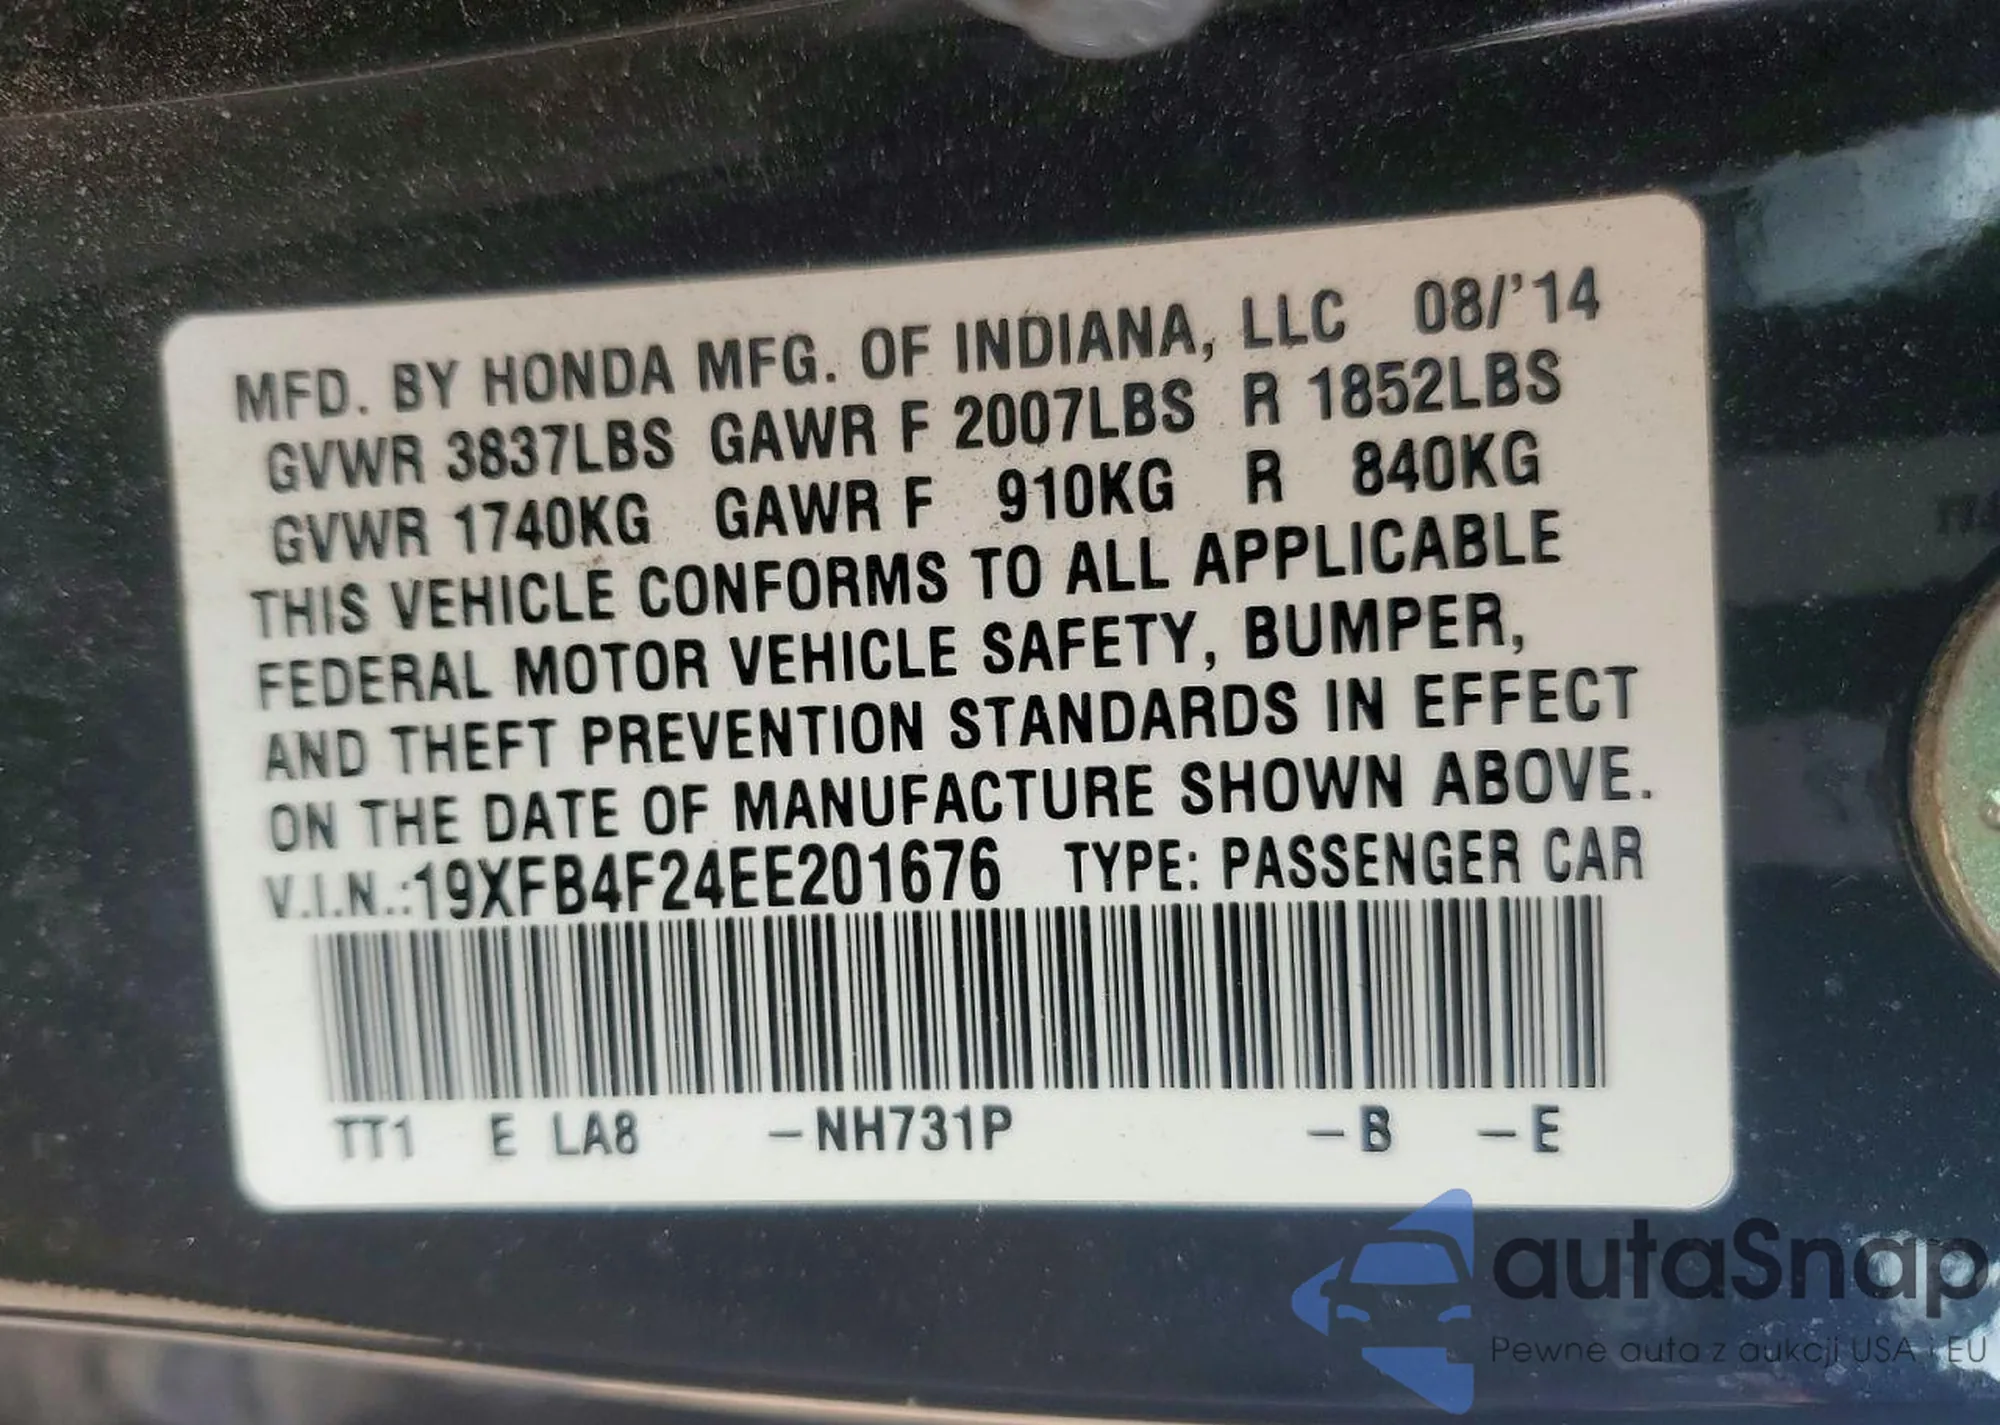 MFD. BY HONDA MFG. OF INDIANA, LLC 08/'14
GVWR 3837LBS GAWR F 2007LBS R 1852LBS
GVWR 1740KG GAWR F 910KG R 840KG
THIS VEHICLE CONFORMS TO ALL APPLICABLE
FEDERAL MOTOR VEHICLE SAFETY, BUMPER,
AND THEFT PREVENTION STANDARDS IN EFFECT
ON THE DATE OF MANUFACTURE SHOWN ABOVE.
V.I.N.:19XFB4F24EE201676 TYPE: PASSENGER CAR
TT1 E LA8 –NH731P –B –E
autaSnap
Pewne auta z aukcji USA i EU